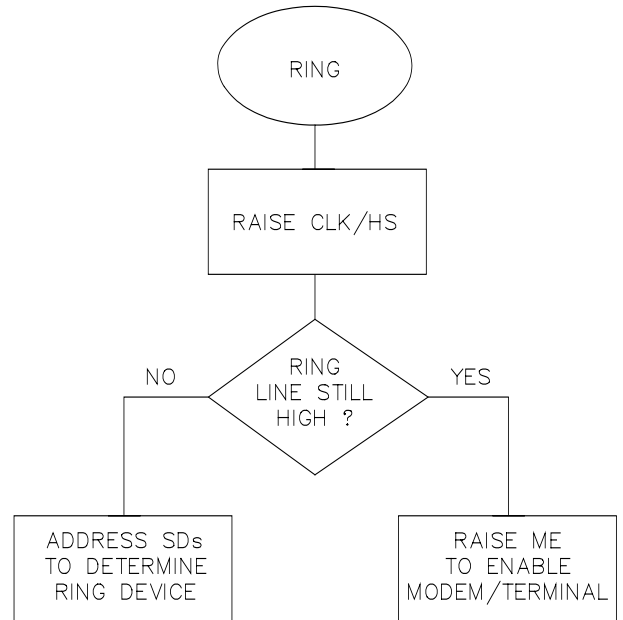 RING
RAISE CLK/HS
RING
LINE STILL
HIGH ?
NO
YES
ADDRESS SDs
TO DETERMINE
RING DEVICE
RAISE ME
TO ENABLE
MODEM/TERMINAL